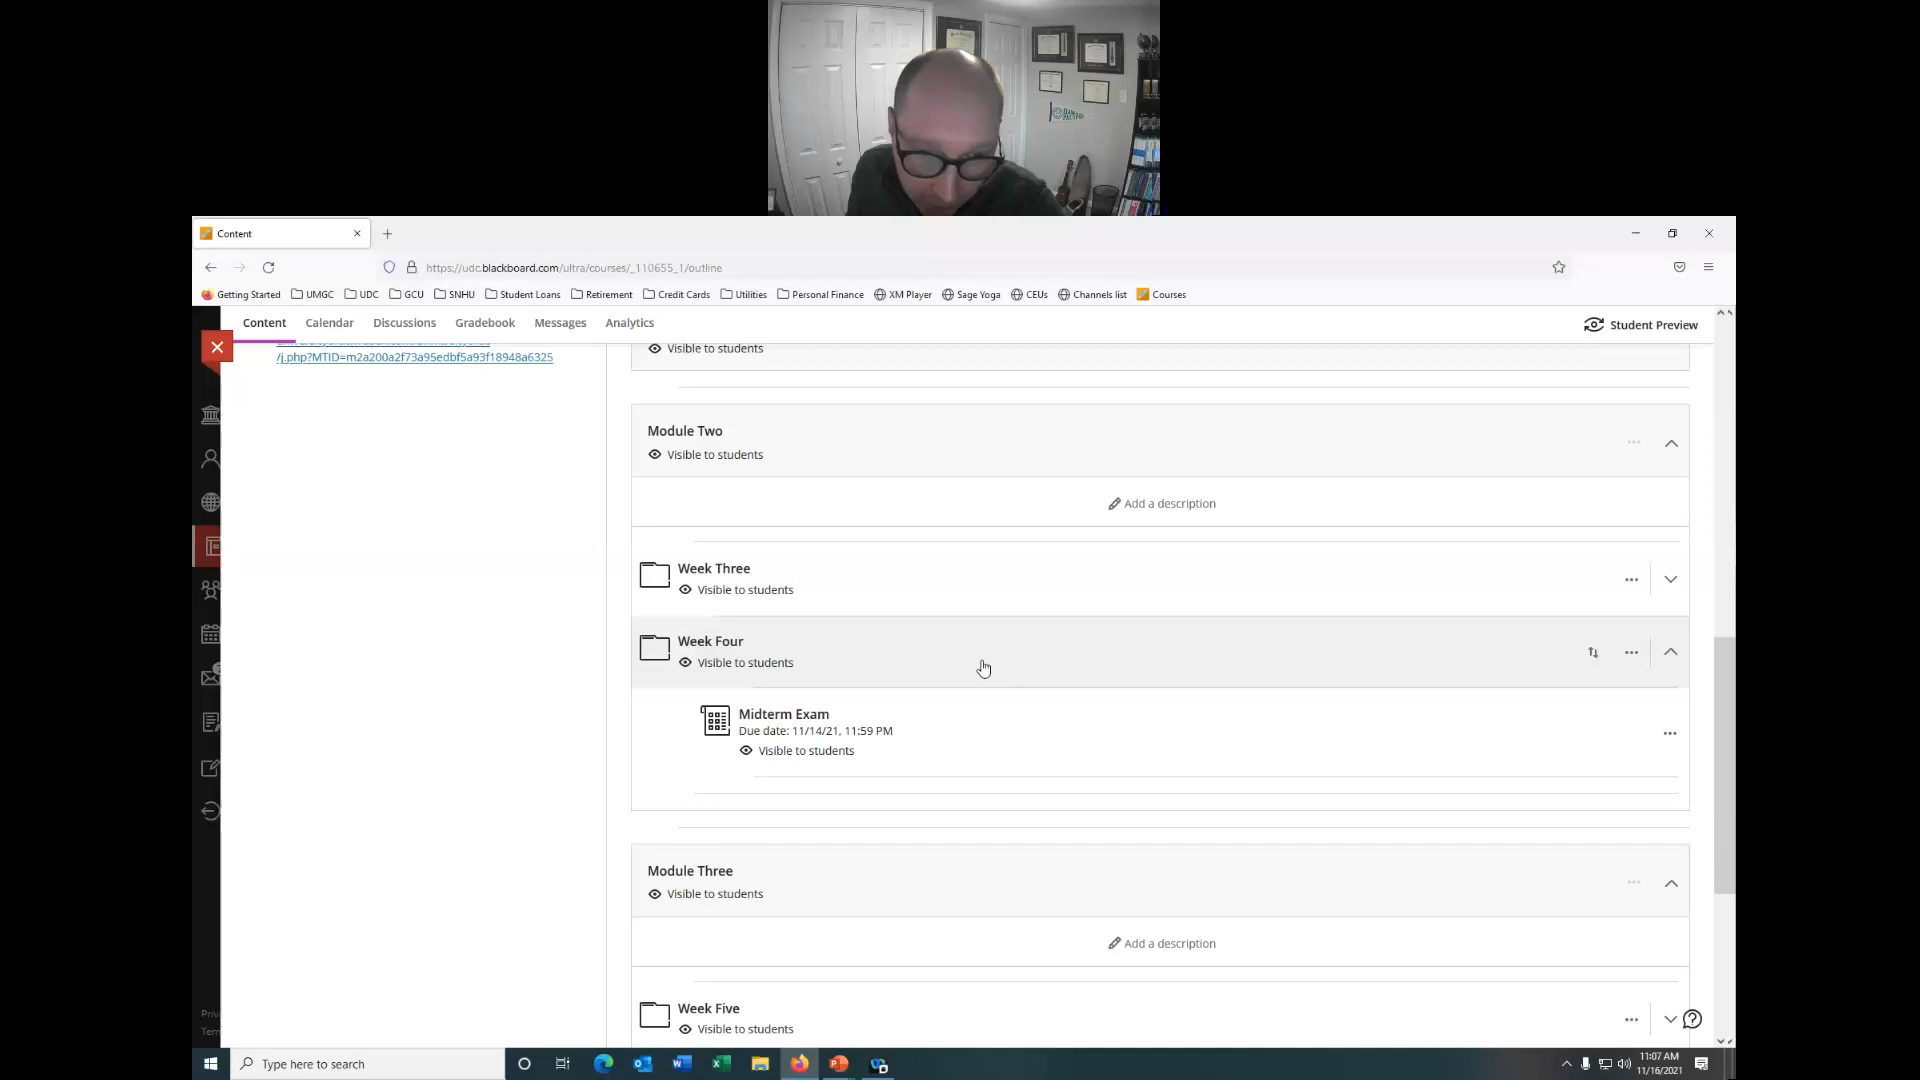 Content
https://udc.blackboard.com/ultra/courses/_110655_1/outline
Getting Started UMGC UDC GCU SNHU Student Loans Retirement Credit Cards Utilities Personal Finance XM Player Sage Yoga CEUs Channels list Courses
Content Calendar Discussions Gradebook Messages Analytics Student Preview
/j.php?MTID=m2a200a2f73a95edbf5a93f18948a6325
Visible to students
Module Two
Visible to students
Add a description
Week Three
Visible to students
Week Four
Visible to students
Midterm Exam
Due date: 11/14/21, 11:59 PM
Visible to students
Module Three
Visible to students
Add a description
Week Five
Visible to students
Type here to search
11:07 AM
11/16/2021